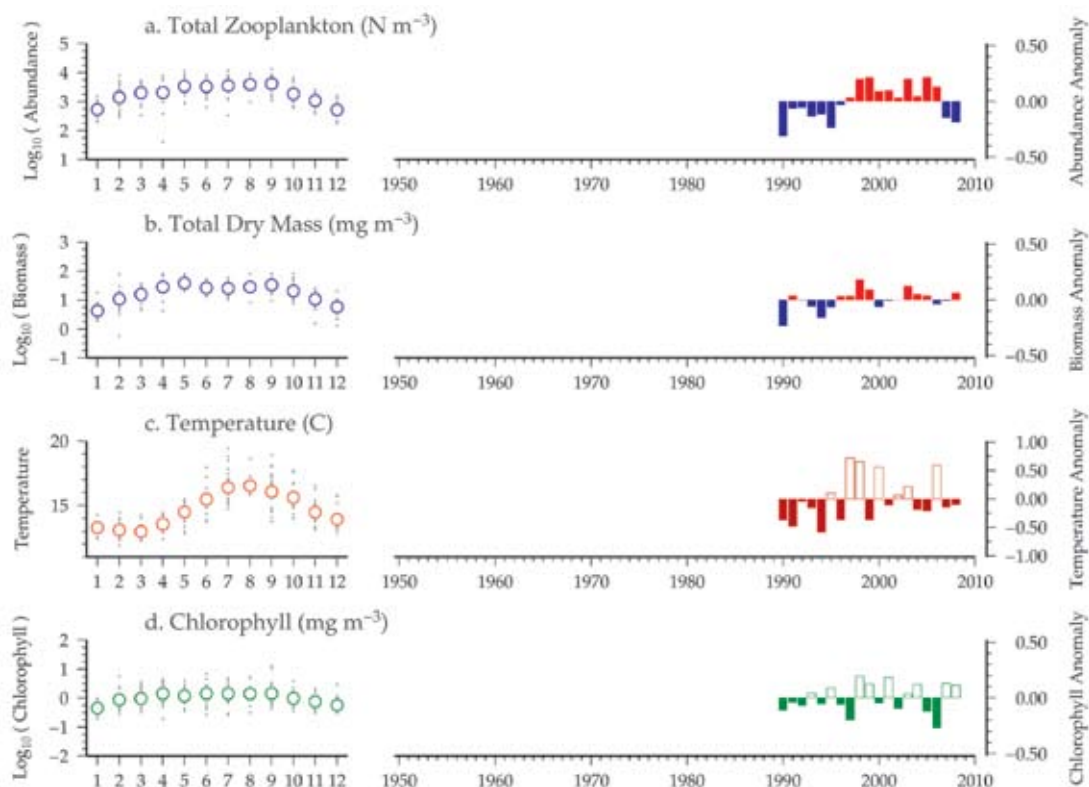 a. Total Zooplankton (N m⁻³)
Log₁₀ ( Abundance )
5
4
3
2
1
1 2 3 4 5 6 7 8 9 10 11 12
1950 1960 1970 1980 1990 2000 2010
0.50
0.00
−0.50
Abundance Anomaly
b. Total Dry Mass (mg m⁻³)
Log₁₀ ( Biomass )
3
2
1
0
−1
1 2 3 4 5 6 7 8 9 10 11 12
1950 1960 1970 1980 1990 2000 2010
0.50
0.00
−0.50
Biomass Anomaly
c. Temperature (C)
Temperature
20
15
1 2 3 4 5 6 7 8 9 10 11 12
1950 1960 1970 1980 1990 2000 2010
1.00
0.50
0.00
−0.50
−1.00
Temperature Anomaly
d. Chlorophyll (mg m⁻³)
Log₁₀ ( Chlorophyll )
2
1
0
−1
−2
1 2 3 4 5 6 7 8 9 10 11 12
1950 1960 1970 1980 1990 2000 2010
0.50
0.00
−0.50
Chlorophyll Anomaly